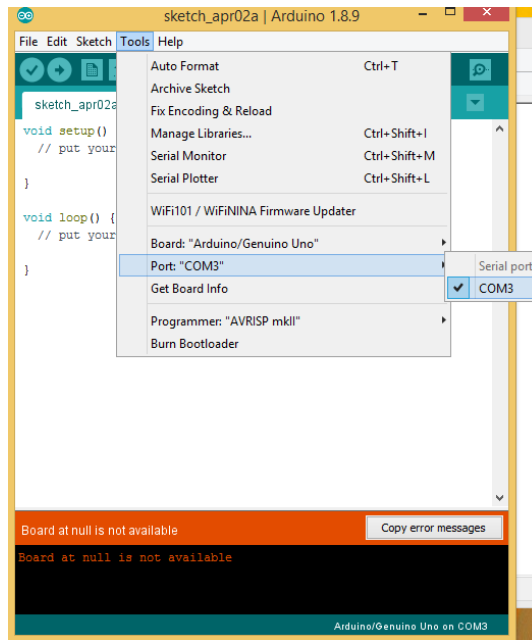 sketch_apr02a | Arduino 1.8.9
File Edit Sketch Tools Help
Auto Format Ctrl+T
Archive Sketch
Fix Encoding & Reload
Manage Libraries... Ctrl+Shift+I
Serial Monitor Ctrl+Shift+M
Serial Plotter Ctrl+Shift+L
WiFi101 / WiFiNINA Firmware Updater
Board: "Arduino/Genuino Uno"
Port: "COM3"
Get Board Info
Programmer: "AVRISP mkII"
Burn Bootloader
Serial port
COM3
sketch_apr02a
void setup()
// put your
}
void loop() {
// put your
}
Board at null is not available
Copy error messages
Board at null is not available
Arduino/Genuino Uno on COM3